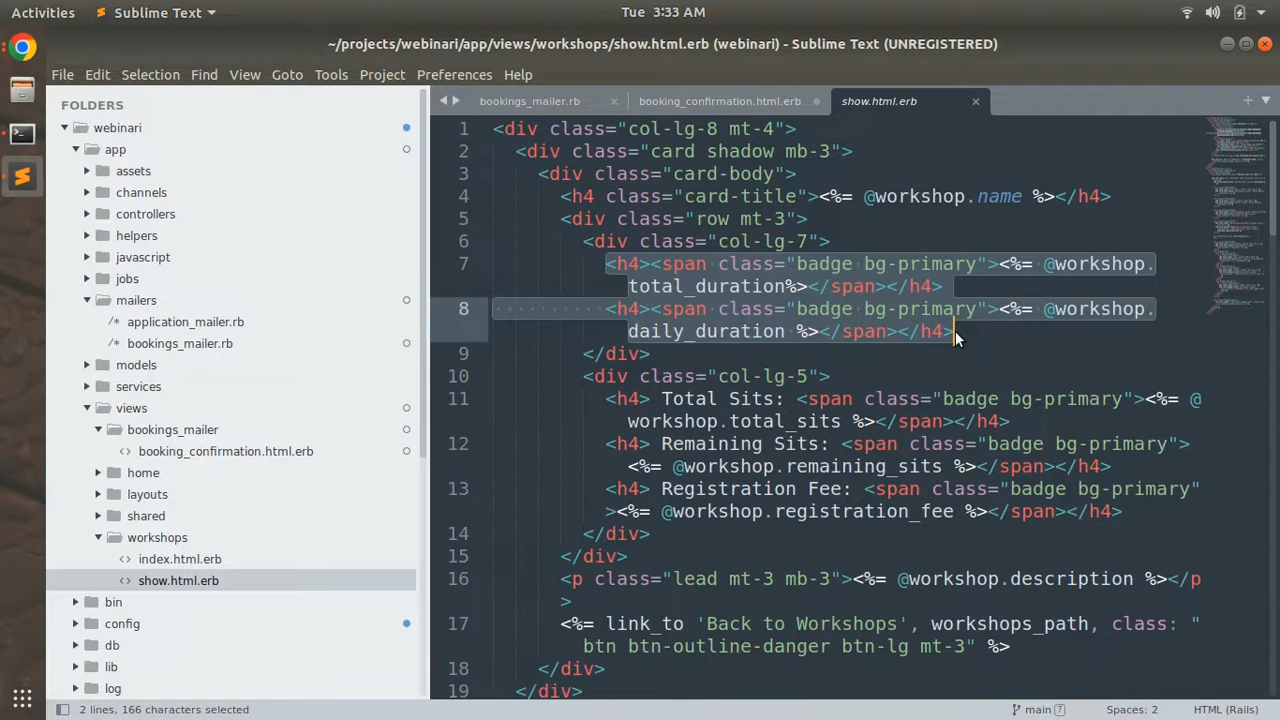 Activities Sublime Text Tue 3:33 AM
~/projects/webinari/app/views/workshops/show.html.erb (webinari) - Sublime Text (UNREGISTERED)
File Edit Selection Find View Goto Tools Project Preferences Help
FOLDERS
webinari
app
assets
channels
controllers
helpers
javascript
jobs
mailers
application_mailer.rb
bookings_mailer.rb
models
services
views
bookings_mailer
booking_confirmation.html.erb
home
layouts
shared
workshops
index.html.erb
show.html.erb
bin
config
db
lib
log
bookings_mailer.rb × booking_confirmation.html.erb show.html.erb ×
1 <div class="col-lg-8 mt-4">
2 <div class="card shadow mb-3">
3 <div class="card-body">
4 <h4 class="card-title"><%= @workshop.name %></h4>
5 <div class="row mt-3">
6 <div class="col-lg-7">
7 <h4><span class="badge bg-primary"><%= @workshop.
total_duration%></span></h4>
8 <h4><span class="badge bg-primary"><%= @workshop.
daily_duration %></span></h4>
9 </div>
10 <div class="col-lg-5">
11 <h4> Total Sits: <span class="badge bg-primary"><%= @
workshop.total_sits %></span></h4>
12 <h4> Remaining Sits: <span class="badge bg-primary">
<%= @workshop.remaining_sits %></span></h4>
13 <h4> Registration Fee: <span class="badge bg-primary"
><%= @workshop.registration_fee %></span></h4>
14 </div>
15 </div>
16 <p class="lead mt-3 mb-3"><%= @workshop.description %></p
>
17 <%= link_to 'Back to Workshops', workshops_path, class: "
btn btn-outline-danger btn-lg mt-3" %>
18 </div>
19 </div>
2 lines, 166 characters selected main 7 Spaces: 2 HTML (Rails)